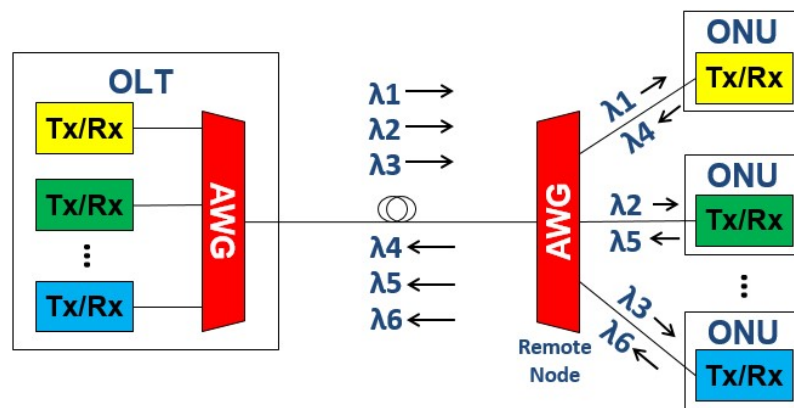 OLT
Tx/Rx
Tx/Rx
Tx/Rx
AWG
λ1
λ2
λ3
λ4
λ5
λ6
AWG
Remote
Node
λ1
λ4
λ2
λ5
λ3
λ6
ONU
Tx/Rx
ONU
Tx/Rx
ONU
Tx/Rx